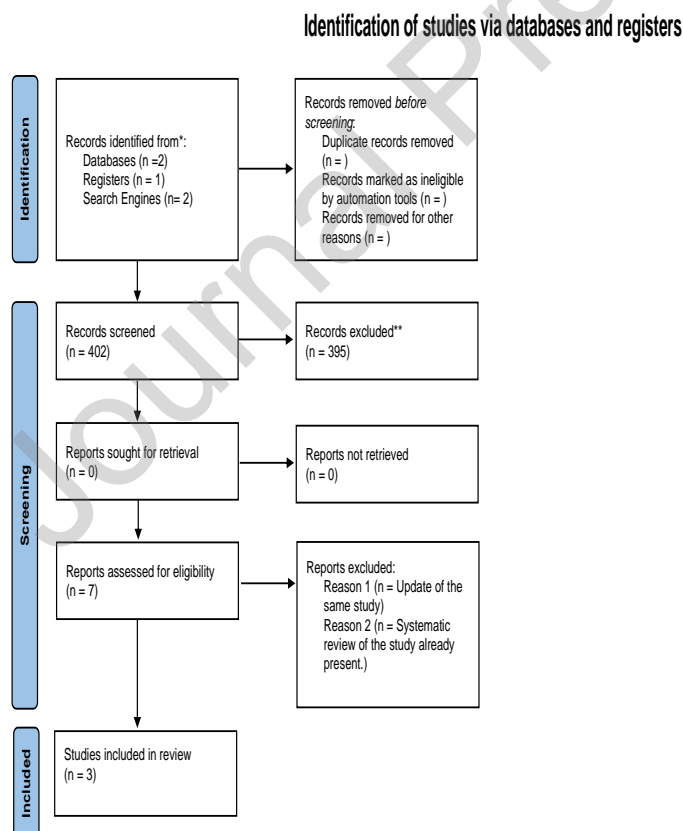 Identification of studies via databases and registers
Identification
Records identified from*:
Databases (n =2)
Registers (n = 1)
Search Engines (n= 2)
Records removed before
screening:
Duplicate records removed
(n = )
Records marked as ineligible
by automation tools (n = )
Records removed for other
reasons (n = )
Screening
Records screened
(n = 402)
Records excluded**
(n = 395)
Reports sought for retrieval
(n = 0)
Reports not retrieved
(n = 0)
Reports assessed for eligibility
(n = 7)
Reports excluded:
Reason 1 (n = Update of the
same study)
Reason 2 (n = Systematic
review of the study already
present.)
Included
Studies included in review
(n = 3)
Journal Pre